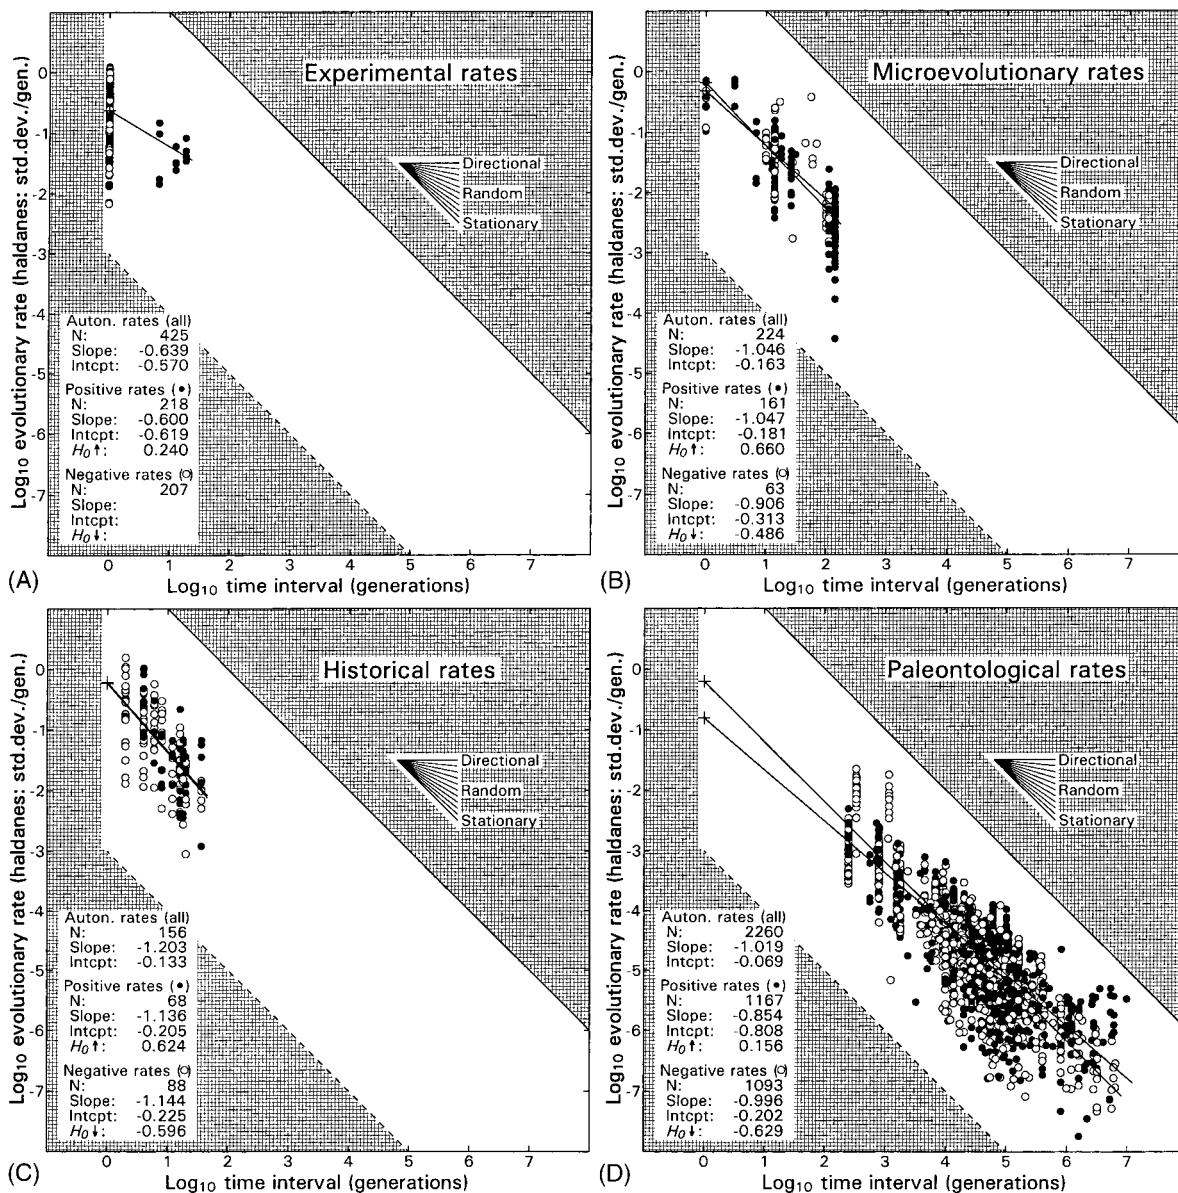 Log10 evolutionary rate (haldanes: std.dev./gen.)
0
-1
-2
-3
-4
-5
-6
-7
Experimental rates
Directional
Random
Stationary
Auton. rates (all)
N: 425
Slope: -0.639
Intcpt: -0.570
Positive rates (●)
N: 218
Slope: -0.600
Intcpt: -0.619
H0↑: 0.240
Negative rates (○)
N: 207
Slope:
Intcpt:
H0↓:
0 1 2 3 4 5 6 7
(A) Log10 time interval (generations)
Log10 evolutionary rate (haldanes: std.dev./gen.)
0
-1
-2
-3
-4
-5
-6
-7
Microevolutionary rates
Directional
Random
Stationary
Auton. rates (all)
N: 224
Slope: -1.046
Intcpt: -0.163
Positive rates (●)
N: 161
Slope: -1.047
Intcpt: -0.181
H0↑: 0.660
Negative rates (○)
N: 63
Slope: -0.906
Intcpt: -0.313
H0↓: -0.486
0 1 2 3 4 5 6 7
(B) Log10 time interval (generations)
Log10 evolutionary rate (haldanes: std.dev./gen.)
0
-1
-2
-3
-4
-5
-6
-7
Historical rates
Directional
Random
Stationary
Auton. rates (all)
N: 156
Slope: -1.203
Intcpt: -0.133
Positive rates (●)
N: 68
Slope: -1.136
Intcpt: -0.205
H0↑: 0.624
Negative rates (○)
N: 88
Slope: -1.144
Intcpt: -0.225
H0↓: -0.596
0 1 2 3 4 5 6 7
(C) Log10 time interval (generations)
Log10 evolutionary rate (haldanes: std.dev./gen.)
0
-1
-2
-3
-4
-5
-6
-7
Paleontological rates
Directional
Random
Stationary
Auton. rates (all)
N: 2260
Slope: -1.019
Intcpt: -0.069
Positive rates (●)
N: 1167
Slope: -0.854
Intcpt: -0.808
H0↑: 0.156
Negative rates (○)
N: 1093
Slope: -0.996
Intcpt: -0.202
H0↓: -0.629
0 1 2 3 4 5 6 7
(D) Log10 time interval (generations)